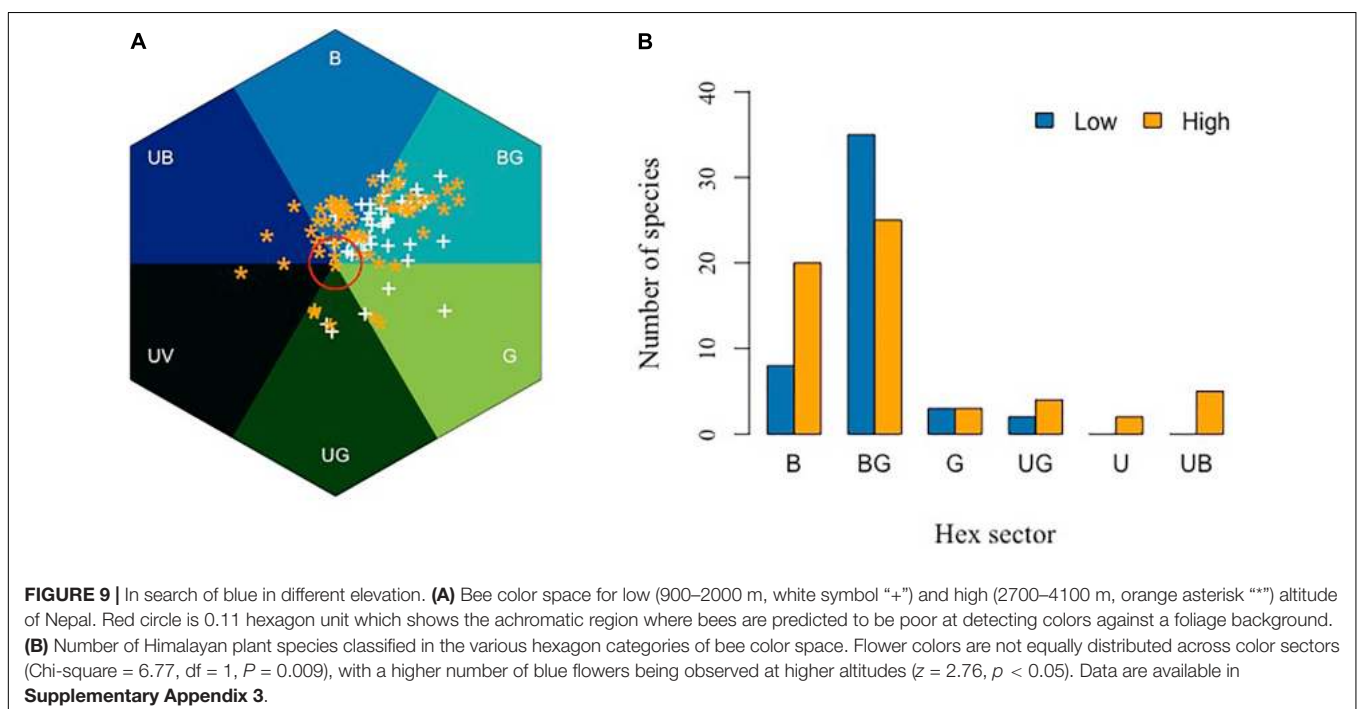 A
B
B
UB
BG
UV
G
UG
Number of species
40
30
20
10
0
Low
High
B
BG
G
UG
U
UB
Hex sector
FIGURE 9 | In search of blue in different elevation. (A) Bee color space for low (900–2000 m, white symbol “+”) and high (2700–4100 m, orange asterisk “*”) altitude
of Nepal. Red circle is 0.11 hexagon unit which shows the achromatic region where bees are predicted to be poor at detecting colors against a foliage background.
(B) Number of Himalayan plant species classified in the various hexagon categories of bee color space. Flower colors are not equally distributed across color sectors
(Chi-square = 6.77, df = 1, P = 0.009), with a higher number of blue flowers being observed at higher altitudes (z = 2.76, p < 0.05). Data are available in
Supplementary Appendix 3.